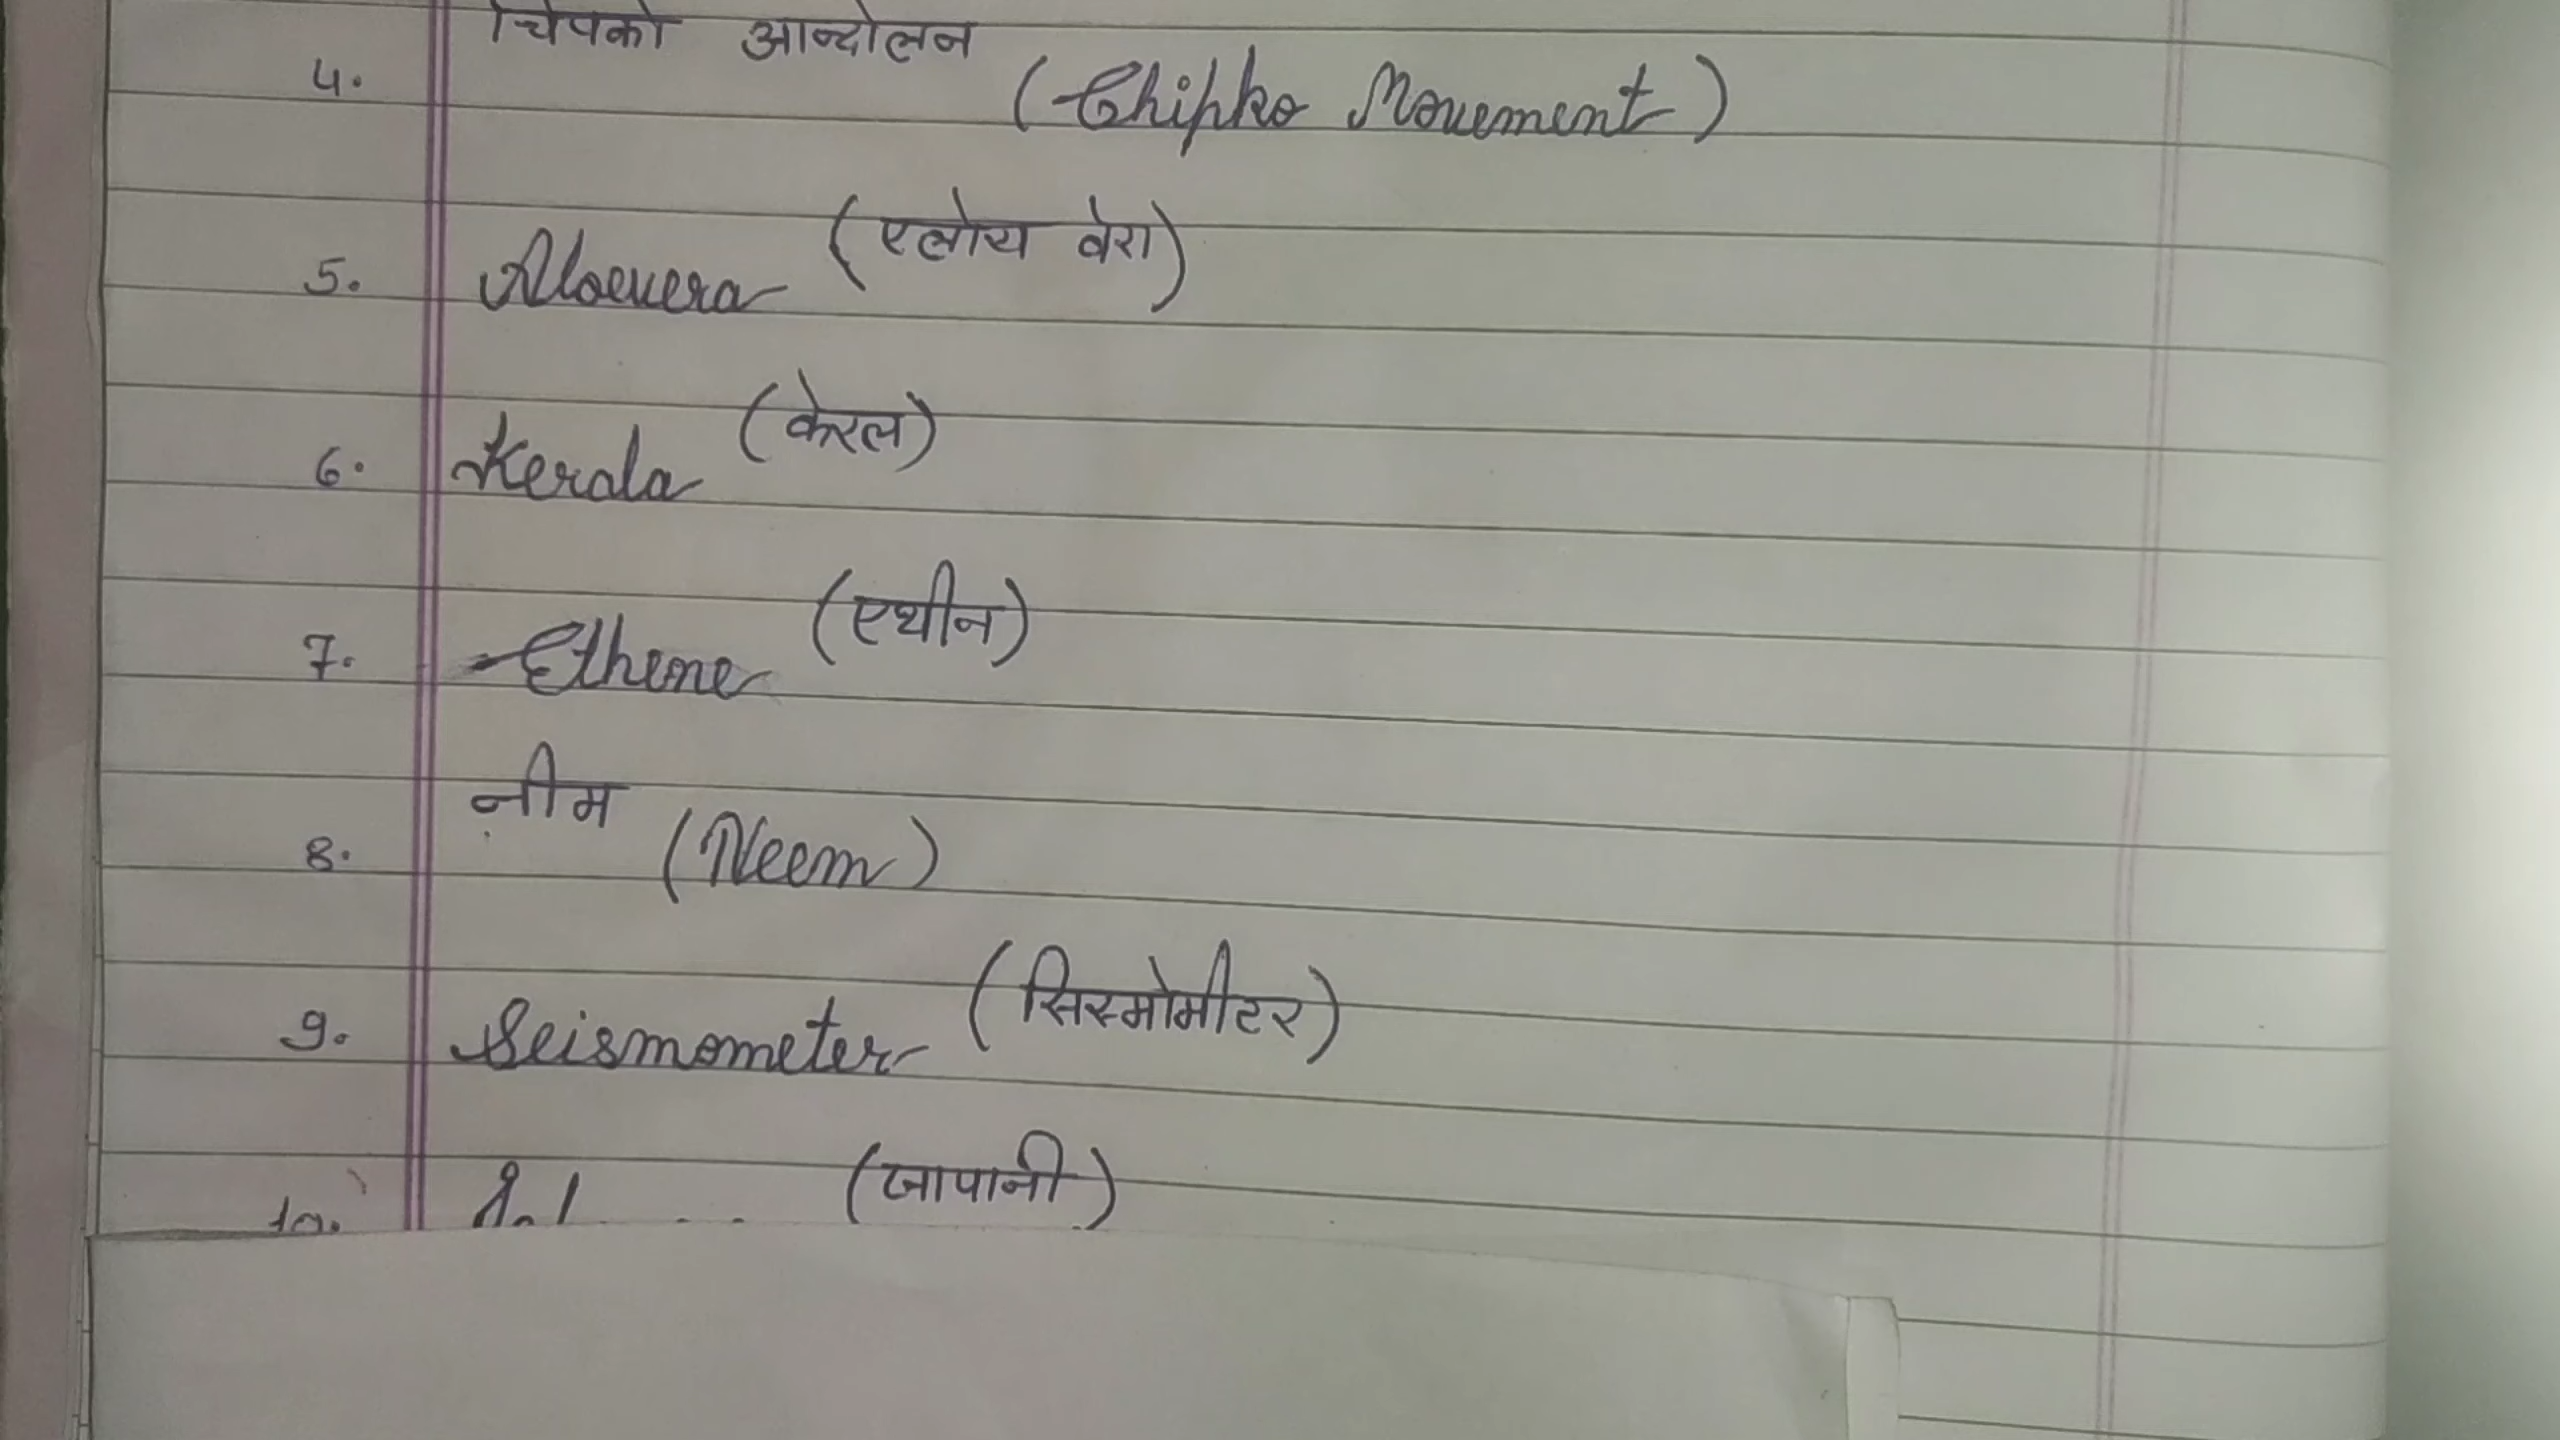 4. चिपको आन्दोलन (Chipko Movement)
5. Aloevera (एलोय वेरा)
6. Kerala (केरल)
7. Ethene (एथीन)
8. नीम (Neem)
9. Seismometer (सिस्मोमीटर)
10. (जापानी)